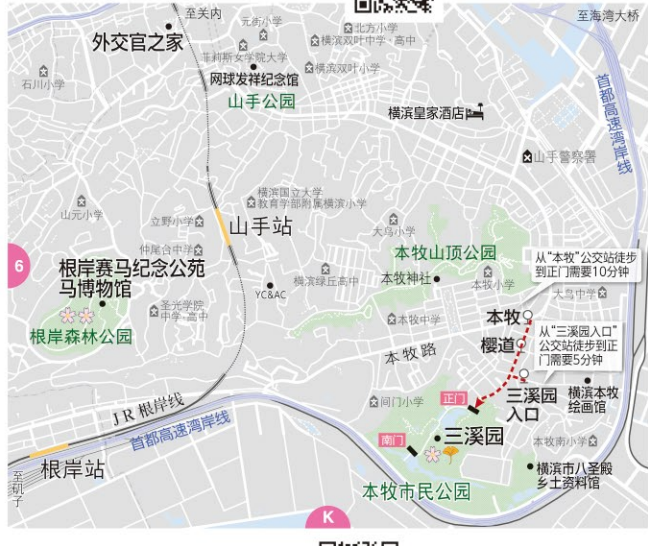 至关内
外交官之家
元街小学
北方小学
横滨双叶中学·高中
至海湾大桥
菲莉斯女学院大学
横滨双叶小学
石川小学
网球发祥纪念馆
山手公园
横滨皇家酒店
首都高速湾岸线
山手警察署
横滨国立大学
教育学部附属横滨小学
山元小学
立野小学
山手站
大鸟小学
仲尾台中学
本牧山顶公园
从“本牧”公交站徒步
到正门需要10分钟
6
根岸赛马纪念公苑
马博物馆
YC&AC
横滨绿丘高中
本牧神社
本牧小学
大鸟中学
圣光学院
中学·高中
根岸森林公园
本牧中学
本牧
从“三溪园入口”
公交站徒步到正
门需要5分钟
樱道
本牧路
JR根岸线
间门小学
正门
三溪园
入口
横滨本牧
绘画馆
首都高速湾岸线
南门
三溪园
本牧南小学
根岸站
至矶子
横滨市八圣殿
乡土资料馆
本牧市民公园
K